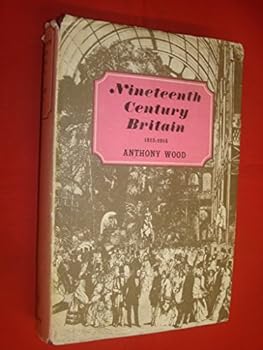 Nineteenth
Century
Britain
1815-1914
ANTHONY WOOD